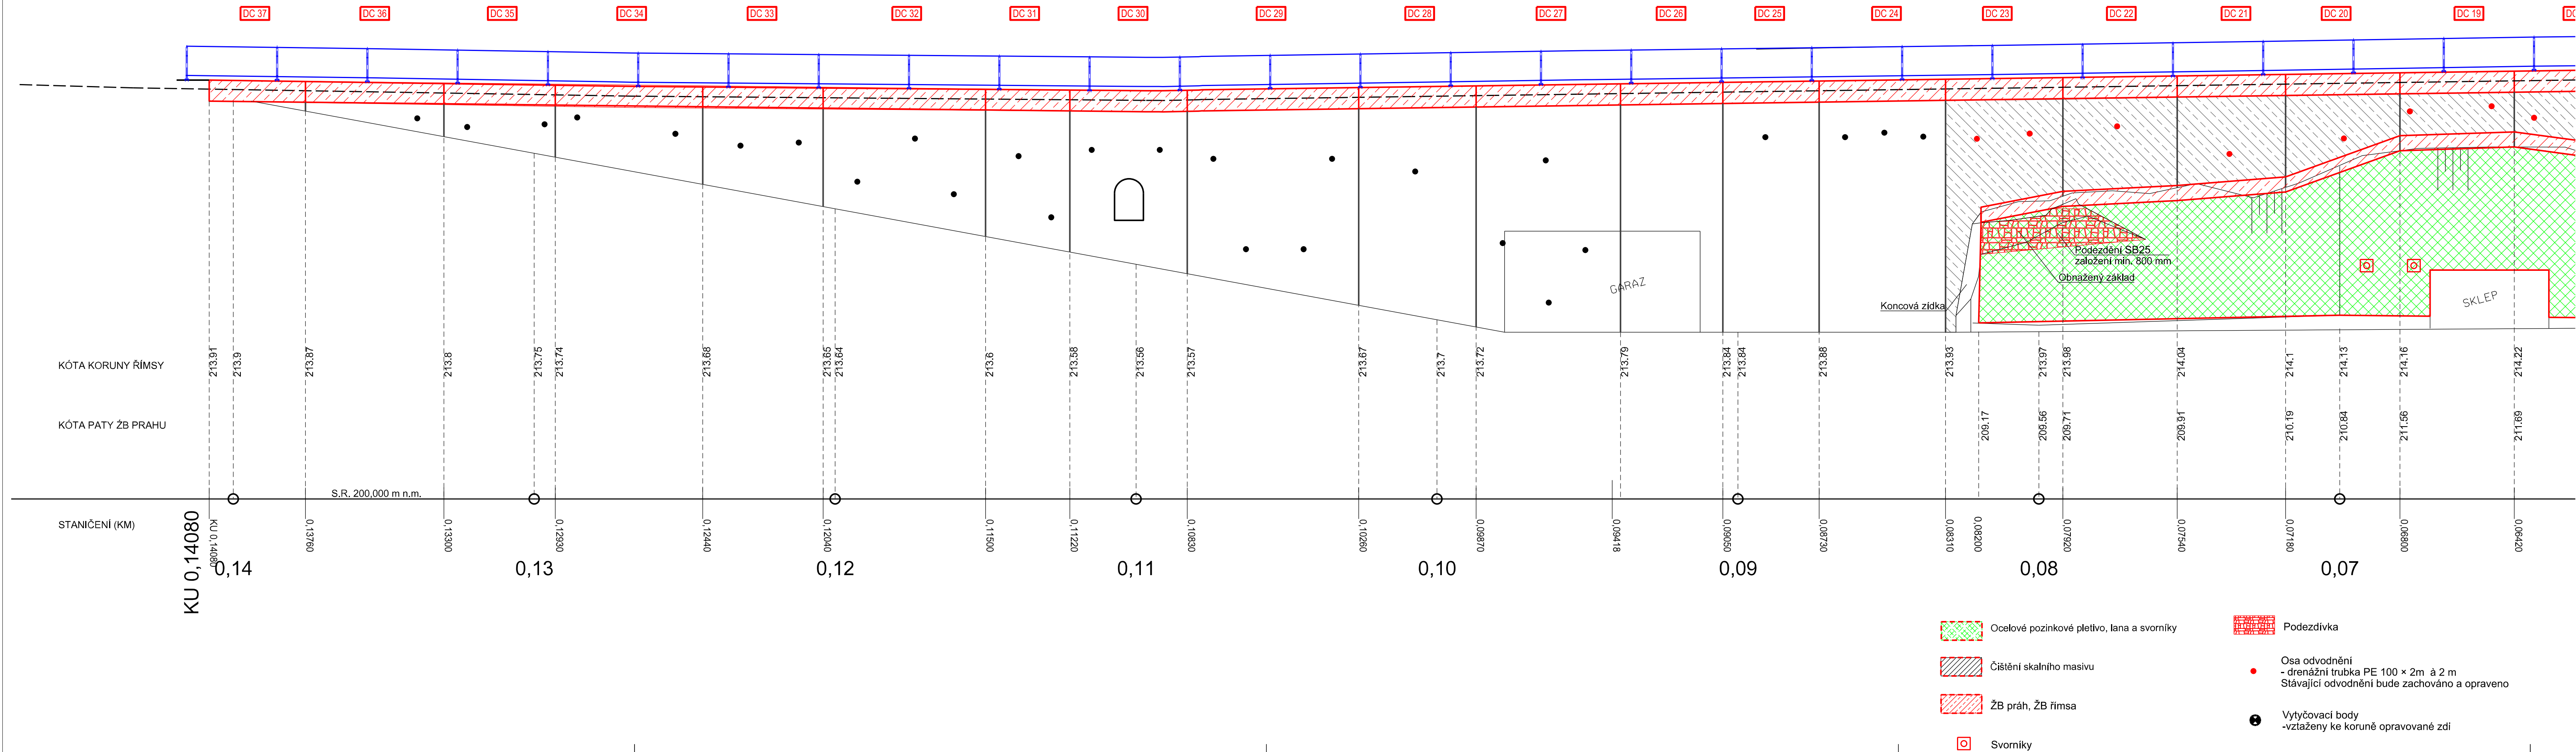 DC 37
DC 36
DC 35
DC 34
DC 33
DC 32
DC 31
DC 30
DC 29
DC 28
DC 27
DC 26
DC 25
DC 24
DC 23
DC 22
DC 21
DC 20
DC 19
Podezdění SB25
založení min. 800 mm
Obnažený základ
Koncová zídka
GARAZ
SKLEP
KÓTA KORUNY ŘÍMSY
213.91
213.9
213.87
213.8
213.75
213.74
213.69
213.65
213.64
213.6
213.58
213.56
213.57
213.67
213.7
213.72
213.79
213.84
213.84
213.88
213.93
213.97
213.98
214.04
214.1
214.13
214.16
214.22
KÓTA PATY ŽB PRAHU
209.17
209.56
209.71
209.91
210.19
210.84
211.56
211.69
S.R. 200,000 m n.m.
STANIČENÍ (KM)
KU 0,14080
KU 0,14080
0,13760
0,13300
0,12930
0,12440
0,12040
0,11500
0,11220
0,10830
0,10260
0,09870
0,09418
0,09050
0,08730
0,08310
0,08200
0,07920
0,07540
0,07180
0,06800
0,06420
0,14
0,13
0,12
0,11
0,10
0,09
0,08
0,07
Ocelové pozinkové pletivo, lana a svorníky
Čištění skalního masivu
ŽB práh, ŽB římsa
Svorníky
Podezdívka
Osa odvodnění
- drenážní trubka PE 100 × 2m à 2 m
Stávající odvodnění bude zachováno a opraveno
Vytyčovací body
-vztaženy ke koruně opravované zdi